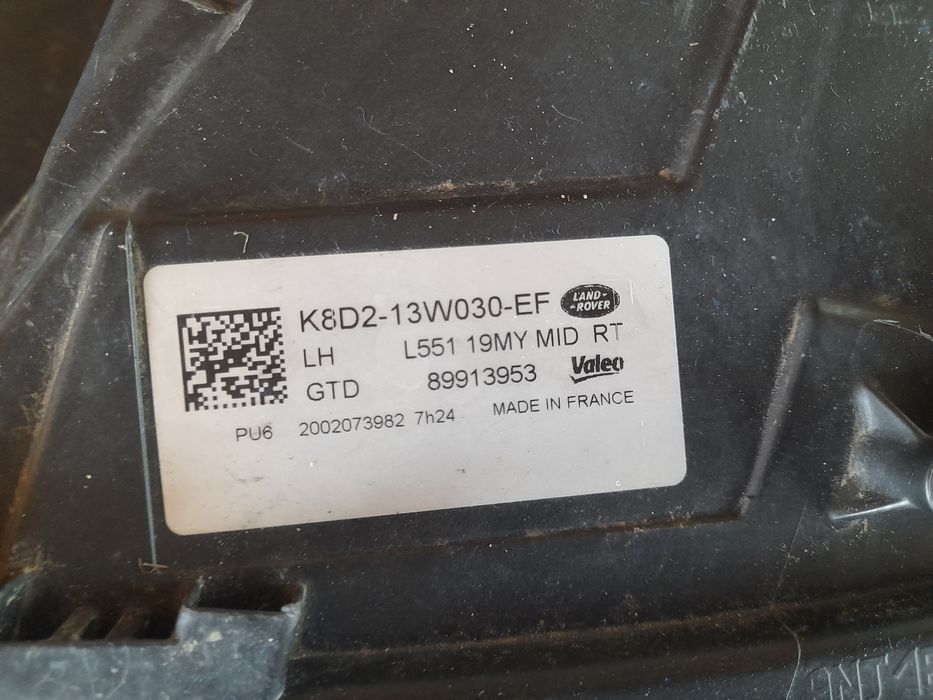 K8D2-13W030-EF LAND-ROVER
LH L551 19MY MID RT
GTD 89913953 Valeo
PU6 2002073982 7h24 MADE IN FRANCE